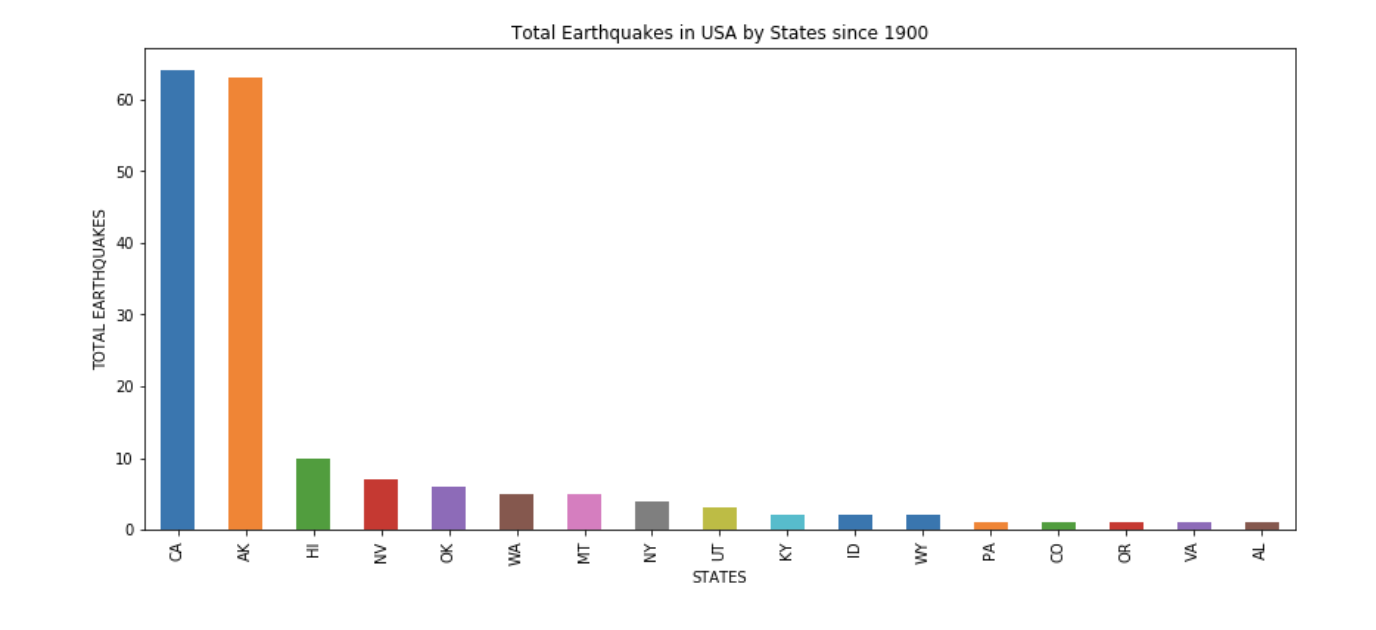 Total Earthquakes in USA by States since 1900
TOTAL EARTHQUAKES
60
50
40
30
20
10
0
CA AK HI NV OK WA MT NY UT KY ID WY PA CO OR VA AL
STATES